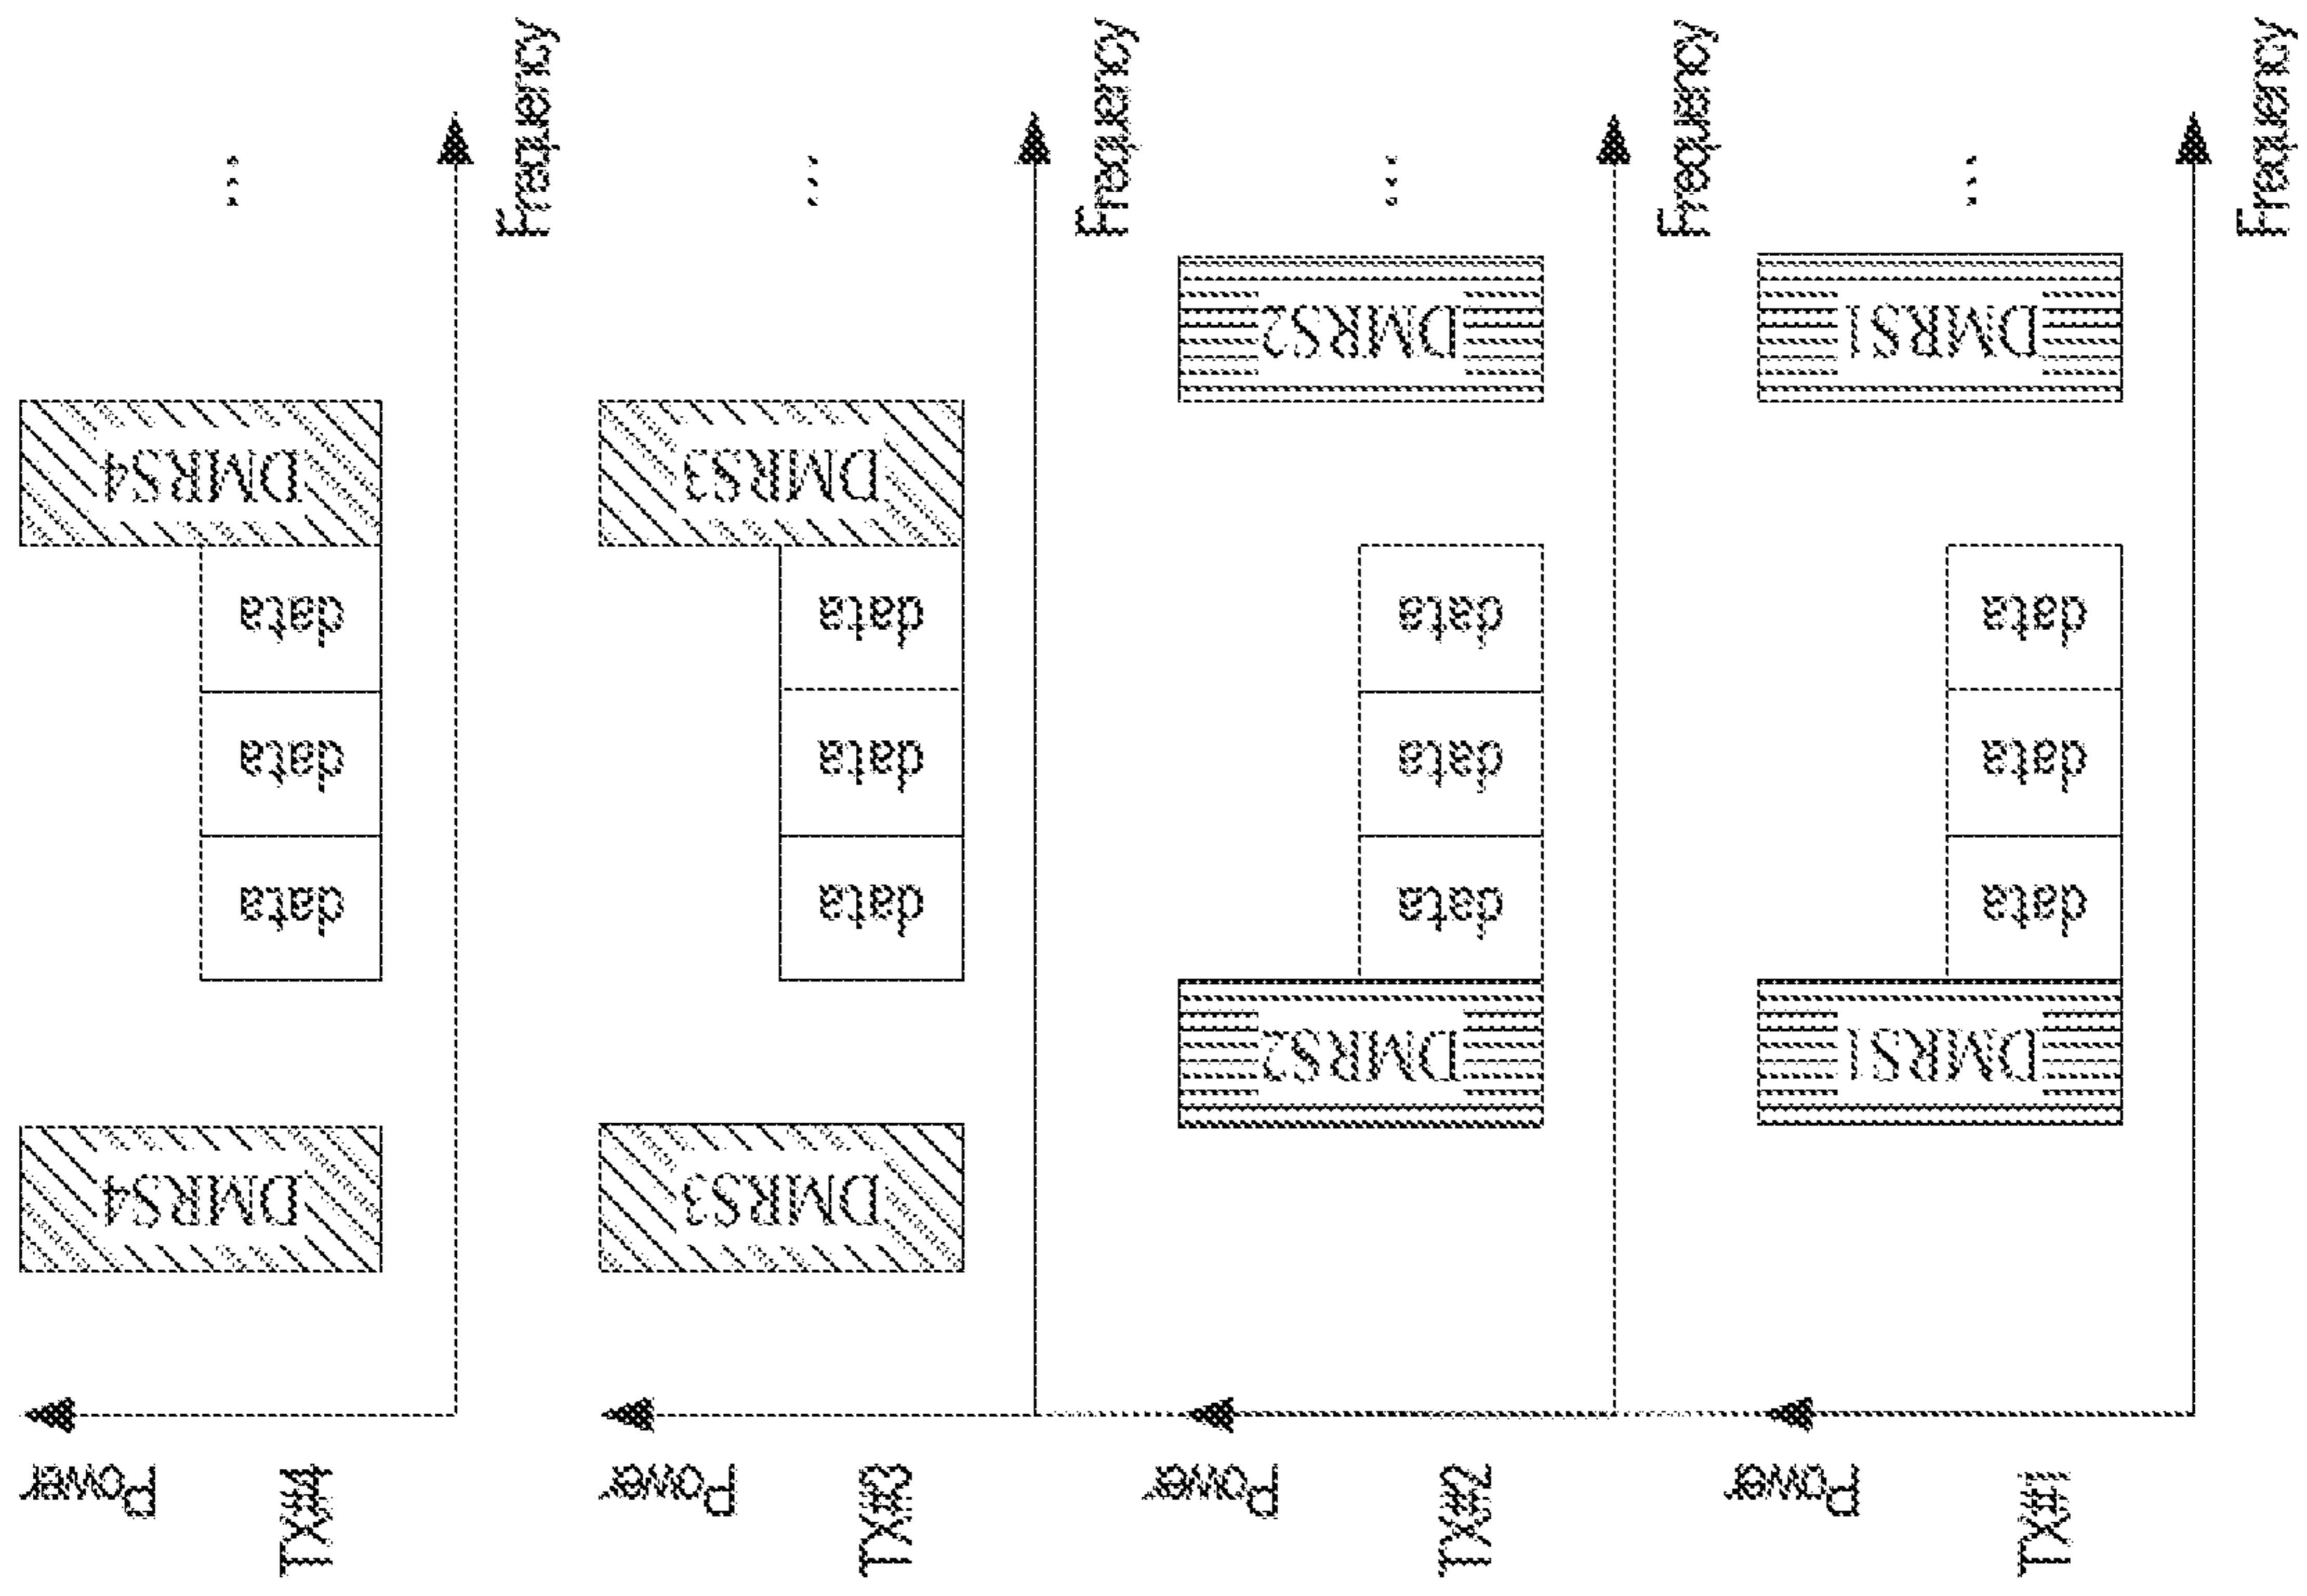 TX#1
Power
DMRS1
data
data
data
DMRS1
...
Frequency
TX#2
Power
DMRS2
data
data
data
DMRS2
...
Frequency
TX#3
Power
DMRS3
data
data
data
DMRS3
...
Frequency
TX#4
Power
DMRS4
data
data
data
DMRS4
...
Frequency